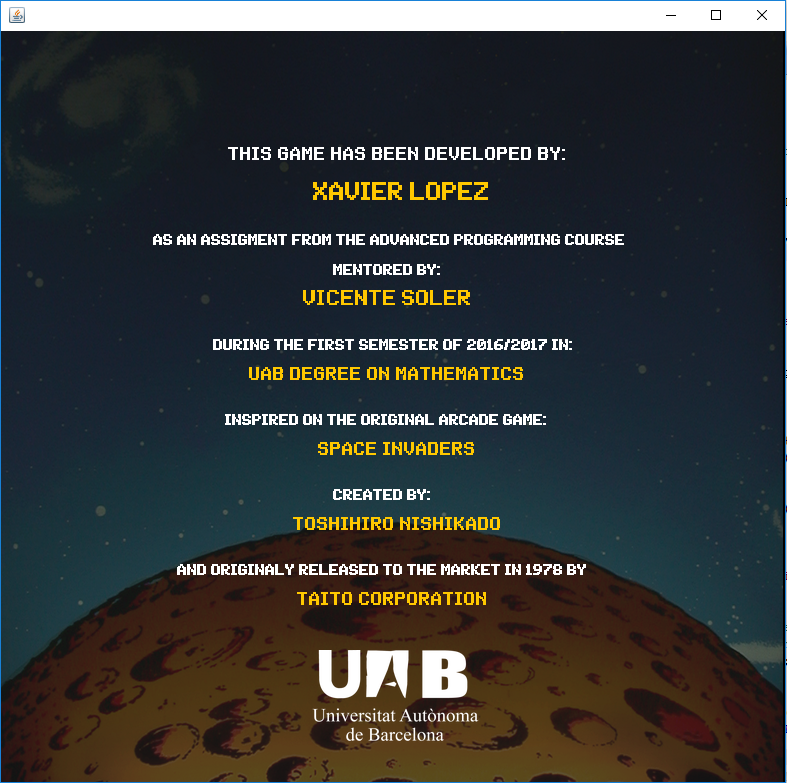 THIS GAME HAS BEEN DEVELOPED BY:
XAVIER LOPEZ
AS AN ASSIGMENT FROM THE ADVANCED PROGRAMMING COURSE
MENTORED BY:
VICENTE SOLER
DURING THE FIRST SEMESTER OF 2016/2017 IN:
UAB DEGREE ON MATHEMATICS
INSPIRED ON THE ORIGINAL ARCADE GAME:
SPACE INVADERS
CREATED BY:
TOSHIHIRO NISHIKADO
AND ORIGINALY RELEASED TO THE MARKET IN 1978 BY
TAITO CORPORATION
UAB
Universitat Autònoma
de Barcelona